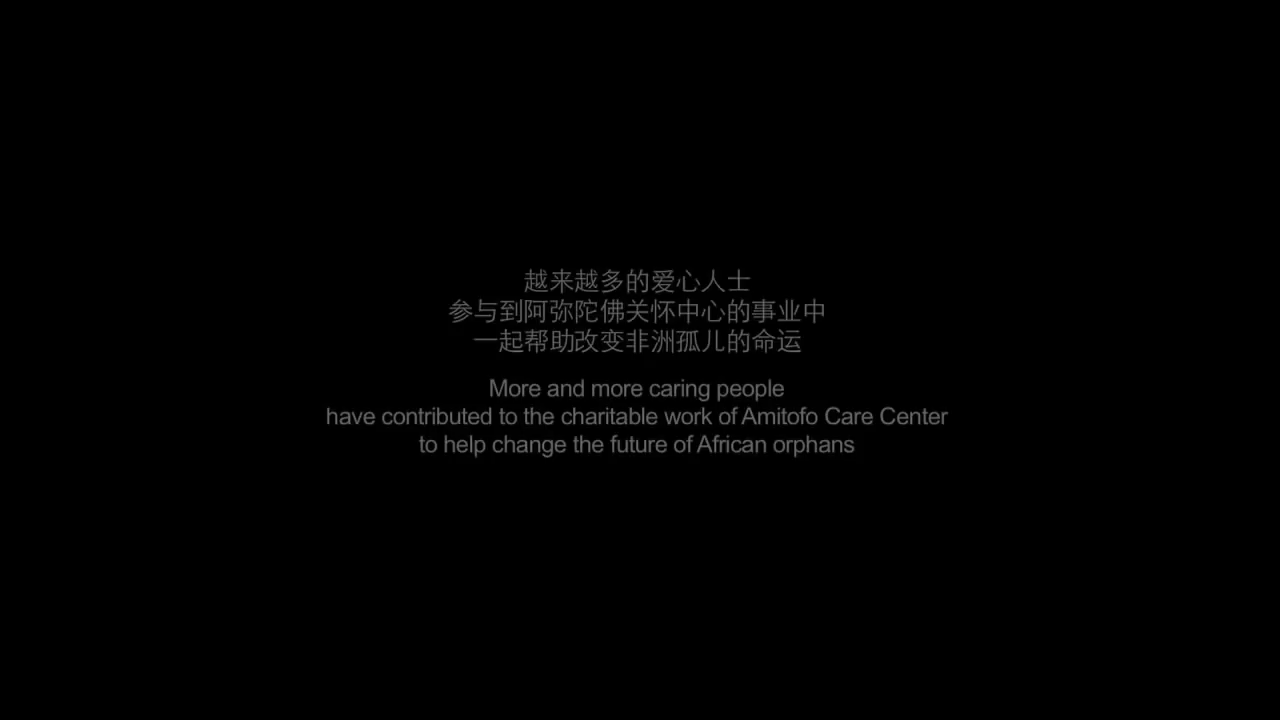 越来越多的爱心人士
参与到阿弥陀佛关怀中心的事业中
一起帮助改变非洲孤儿的命运
More and more caring people
have contributed to the charitable work of Amitofo Care Center
to help change the future of African orphans